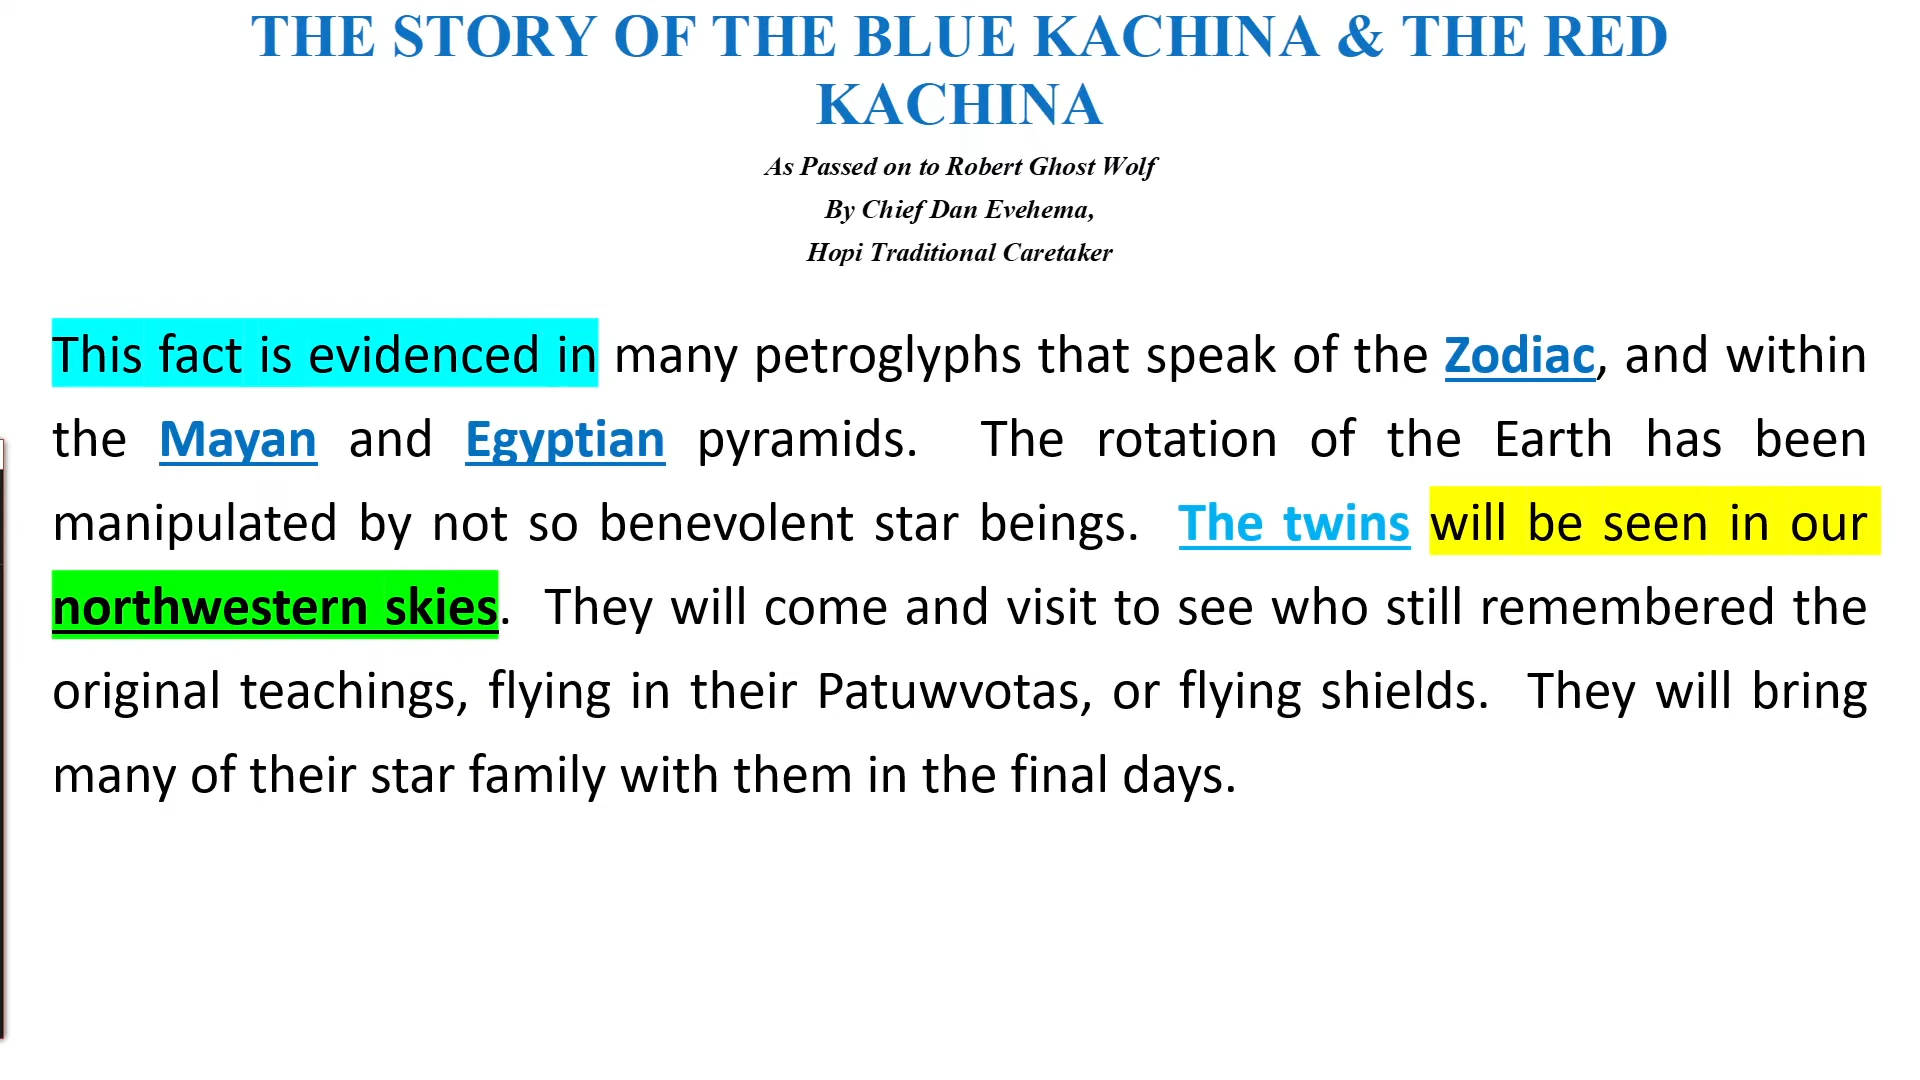 THE STORY OF THE BLUE KACHINA & THE RED
KACHINA
As Passed on to Robert Ghost Wolf
By Chief Dan Evehema,
Hopi Traditional Caretaker
This fact is evidenced in many petroglyphs that speak of the Zodiac, and within
the Mayan and Egyptian pyramids. The rotation of the Earth has been
manipulated by not so benevolent star beings. The twins will be seen in our
northwestern skies. They will come and visit to see who still remembered the
original teachings, flying in their Patuwvotas, or flying shields. They will bring
many of their star family with them in the final days.